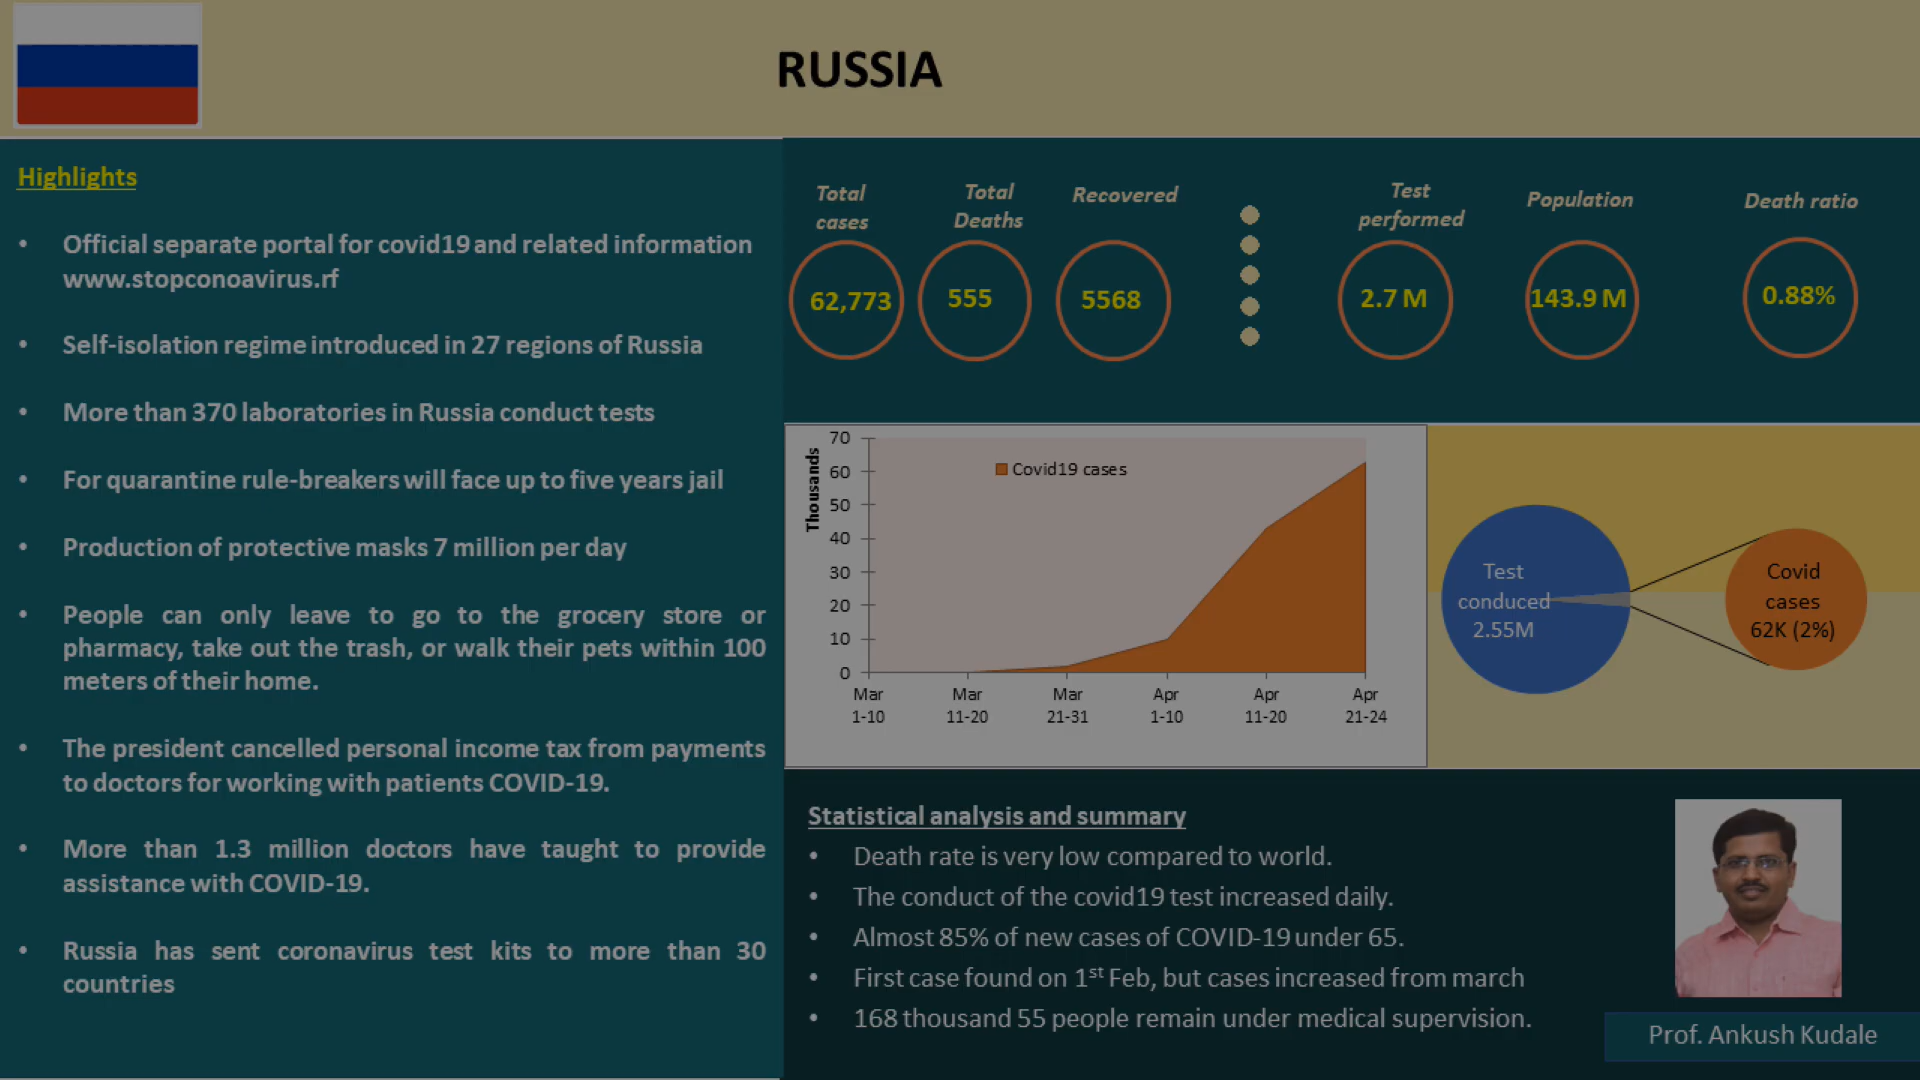 RUSSIA
Highlights
• Official separate portal for covid19 and related information
www.stopconoavirus.rf
• Self-isolation regime introduced in 27 regions of Russia
• More than 370 laboratories in Russia conduct tests
• For quarantine rule-breakers will face up to five years jail
• Production of protective masks 7 million per day
• People can only leave to go to the grocery store or
pharmacy, take out the trash, or walk their pets within 100
meters of their home.
• The president cancelled personal income tax from payments
to doctors for working with patients COVID-19.
• More than 1.3 million doctors have taught to provide
assistance with COVID-19.
• Russia has sent coronavirus test kits to more than 30
countries
Total
cases
62,773
Total
Deaths
555
Recovered
5568
Test
performed
2.7 M
Population
143.9 M
Death ratio
0.88%
Thousands
70
60
50
40
30
20
10
0
Covid19 cases
Mar
1-10
Mar
11-20
Mar
21-31
Apr
1-10
Apr
11-20
Apr
21-24
Test
conduced
2.55M
Covid
cases
62K (2%)
Statistical analysis and summary
• Death rate is very low compared to world.
• The conduct of the covid19 test increased daily.
• Almost 85% of new cases of COVID-19 under 65.
• First case found on 1st Feb, but cases increased from march
• 168 thousand 55 people remain under medical supervision.
Prof. Ankush Kudale